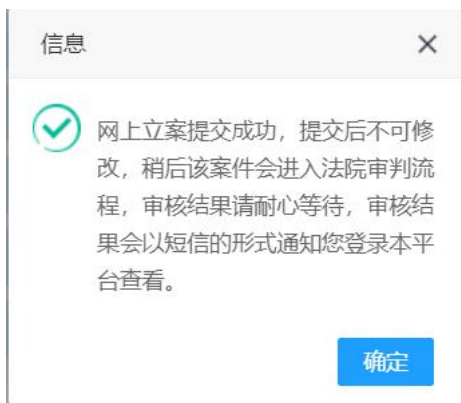 信息
网上立案提交成功，提交后不可修
改，稍后该案件会进入法院审判流
程，审核结果请耐心等待，审核结
果会以短信的形式通知您登录本平
台查看。
确定